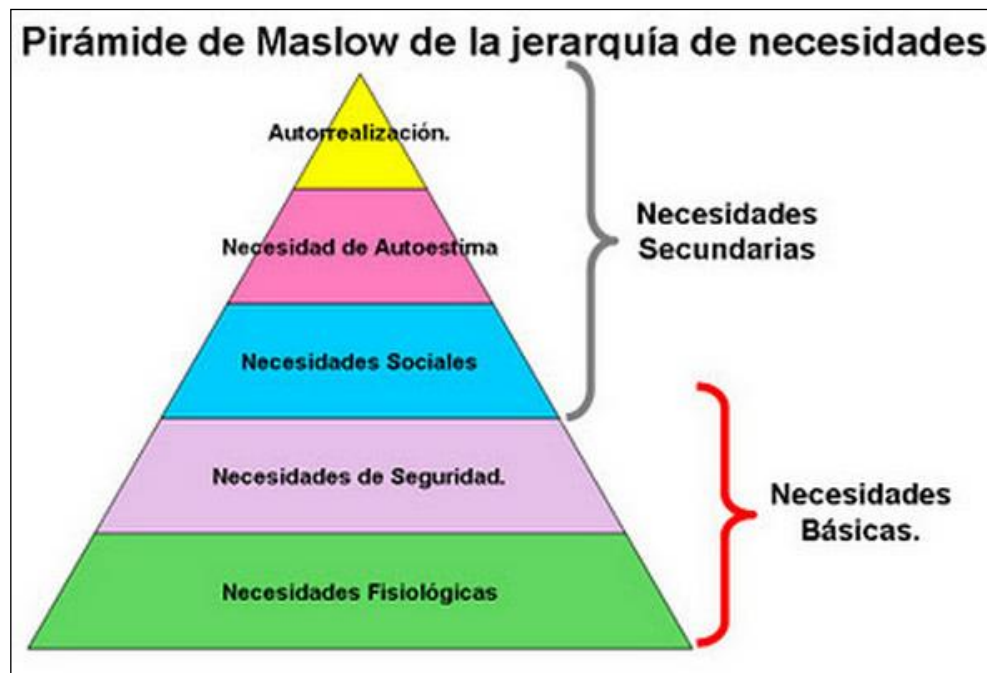 Pirámide de Maslow de la jerarquía de necesidades
Autorrealización.
Necesidad de Autoestima
Necesidades
Secundarias
Necesidades Sociales
Necesidades de Seguridad.
Necesidades
Básicas.
Necesidades Fisiológicas